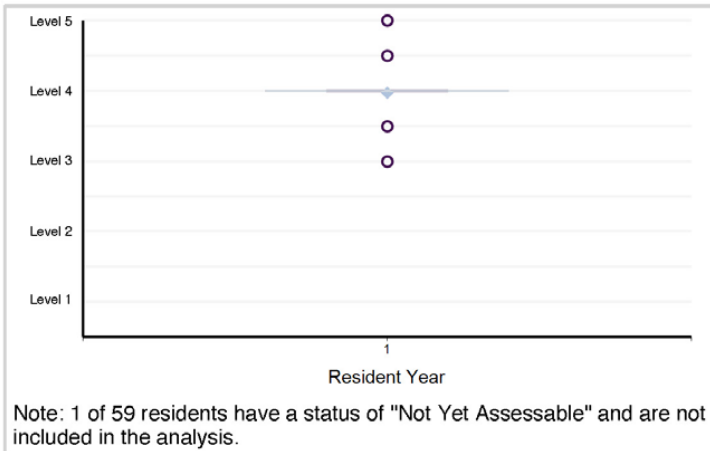 Level 5
Level 4
Level 3
Level 2
Level 1
1
Resident Year
Note: 1 of 59 residents have a status of "Not Yet Assessable" and are not
included in the analysis.